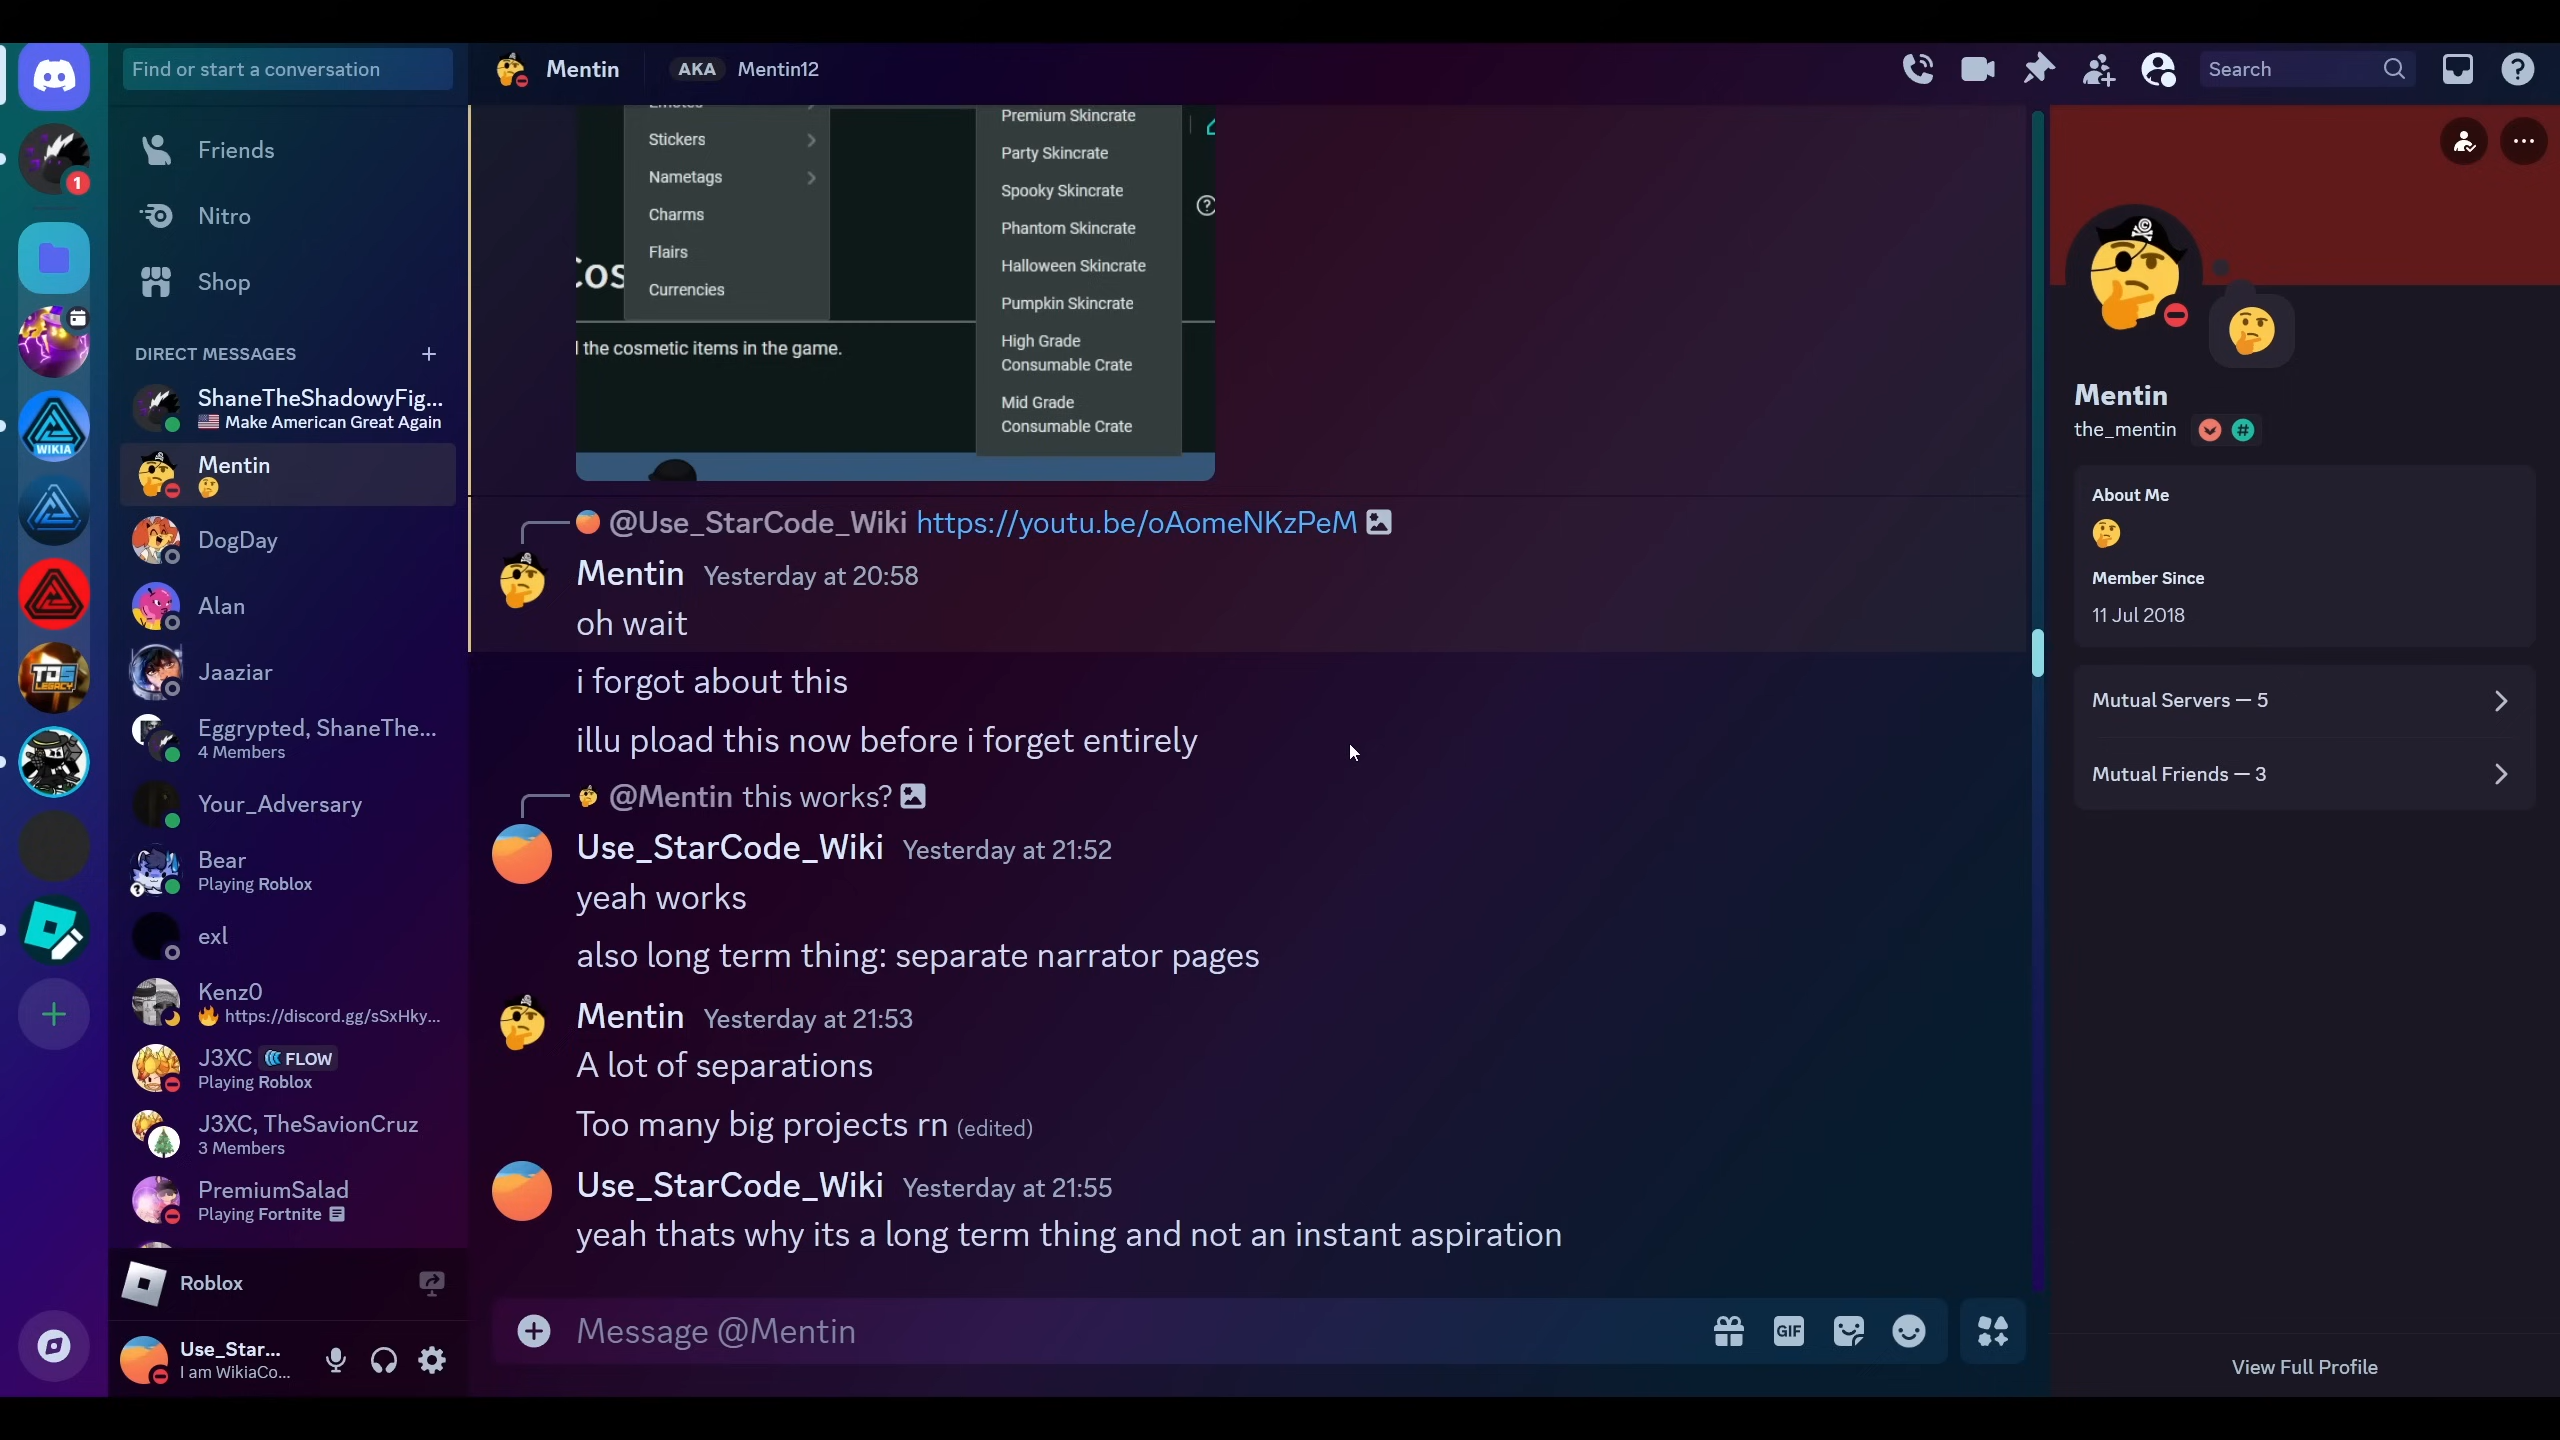 Find or start a conversation
Mentin
AKA
Mentin12
Search
1
Friends
Nitro
Shop
DIRECT MESSAGES
ShaneTheShadowyFig...
Make American Great Again
Mentin
DogDay
Alan
Jaaziar
Eggrypted, ShaneThe...
4 Members
Your_Adversary
Bear
Playing Roblox
exl
Kenz0
https://discord.gg/sSxHky...
J3XC FLOW
Playing Roblox
J3XC, TheSavionCruz
3 Members
PremiumSalad
Playing Fortnite
Roblox
Use_Star...
I am WikiaCo...
WIKIA
TDS
LEGACY
Emotes
Stickers
Nametags
Charms
Flairs
Currencies
Cos
l the cosmetic items in the game.
Premium Skincrate
Party Skincrate
Spooky Skincrate
Phantom Skincrate
Halloween Skincrate
Pumpkin Skincrate
High Grade
Consumable Crate
Mid Grade
Consumable Crate
@Use_StarCode_Wiki https://youtu.be/oAomeNKzPeM
Mentin Yesterday at 20:58
oh wait
i forgot about this
illu pload this now before i forget entirely
@Mentin this works?
Use_StarCode_Wiki Yesterday at 21:52
yeah works
also long term thing: separate narrator pages
Mentin Yesterday at 21:53
A lot of separations
Too many big projects rn (edited)
Use_StarCode_Wiki Yesterday at 21:55
yeah thats why its a long term thing and not an instant aspiration
Message @Mentin
GIF
Mentin
the_mentin
#
About Me
Member Since
11 Jul 2018
Mutual Servers — 5
Mutual Friends — 3
View Full Profile